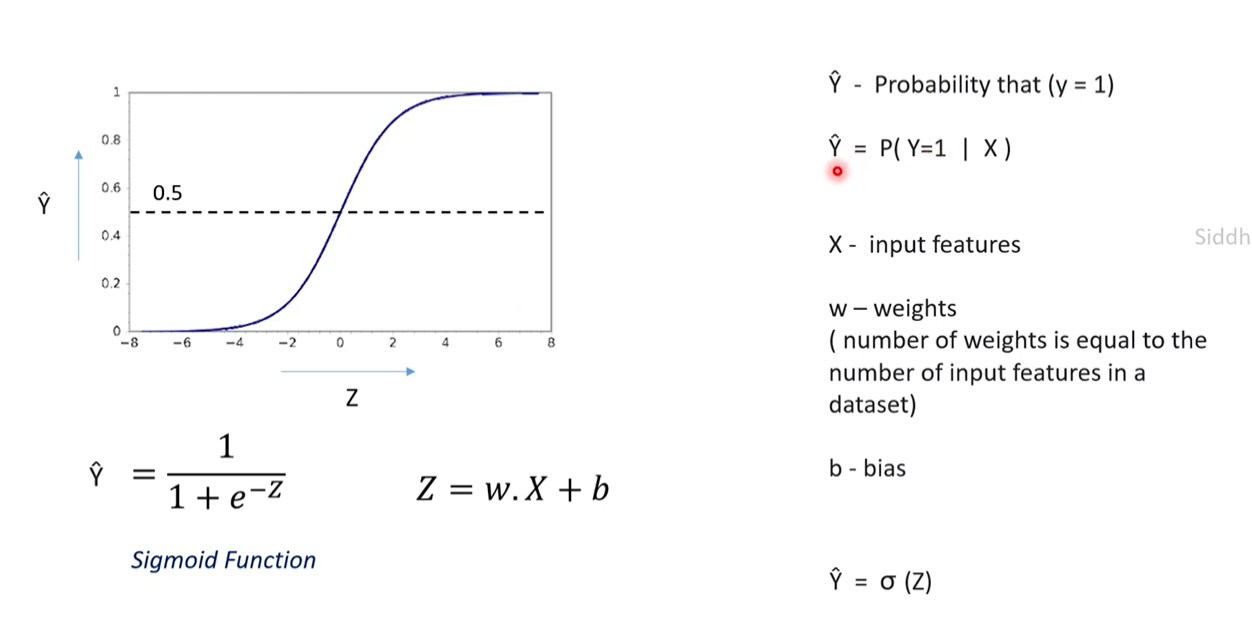 1
0.8
0.6
0.4
0.2
0
0.5
Ŷ
−8 −6 −4 −2 0 2 4 6 8
Z
Ŷ = 1 / 1 + e^−Z
Z = w. X + b
Sigmoid Function
Ŷ - Probability that (y = 1)
Ŷ = P( Y=1 | X )
X - input features
w – weights
( number of weights is equal to the
number of input features in a
dataset)
b - bias
Ŷ = σ (Z)
Siddh